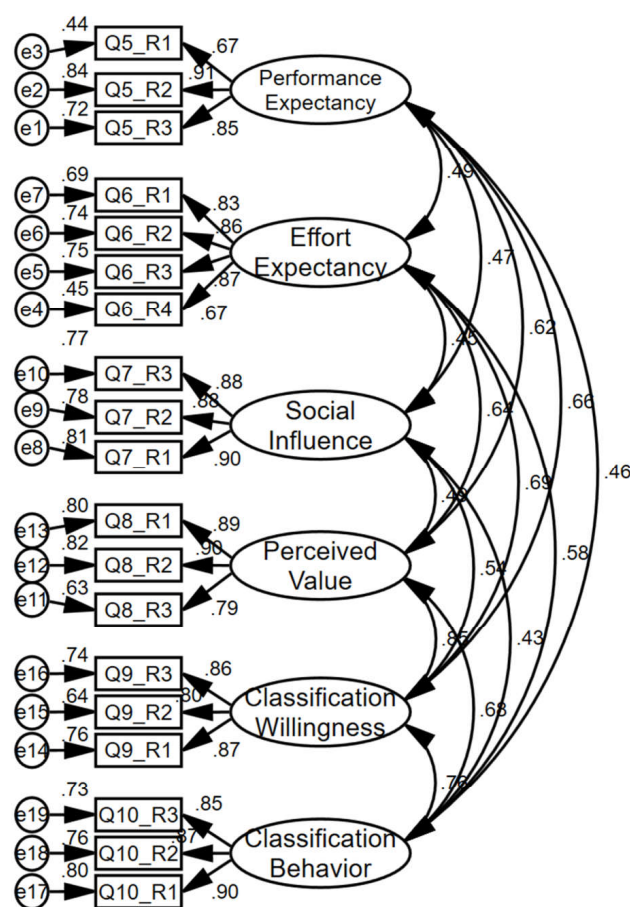 .44
e3 Q5_R1 .67
.84
e2 Q5_R2 .91
.72
e1 Q5_R3 .85
Performance
Expectancy
.69
e7 Q6_R1 .83
.74
e6 Q6_R2 .86
.75
e5 Q6_R3 .87
.45
e4 Q6_R4 .67
Effort
Expectancy
.77
e10 Q7_R3 .88
.78
e9 Q7_R2 .88
.81
e8 Q7_R1 .90
Social
Influence
.80
e13 Q8_R1 .89
.82
e12 Q8_R2 .90
.63
e11 Q8_R3 .79
Perceived
Value
.74
e16 Q9_R3 .86
.64
e15 Q9_R2 .80
.76
e14 Q9_R1 .87
Classification
Willingness
.73
e19 Q10_R3 .85
.76
e18 Q10_R2 .87
.80
e17 Q10_R1 .90
Classification
Behavior
.49
.47
.62
.66
.46
.45
.64
.69
.58
.54
.43
.85
.68